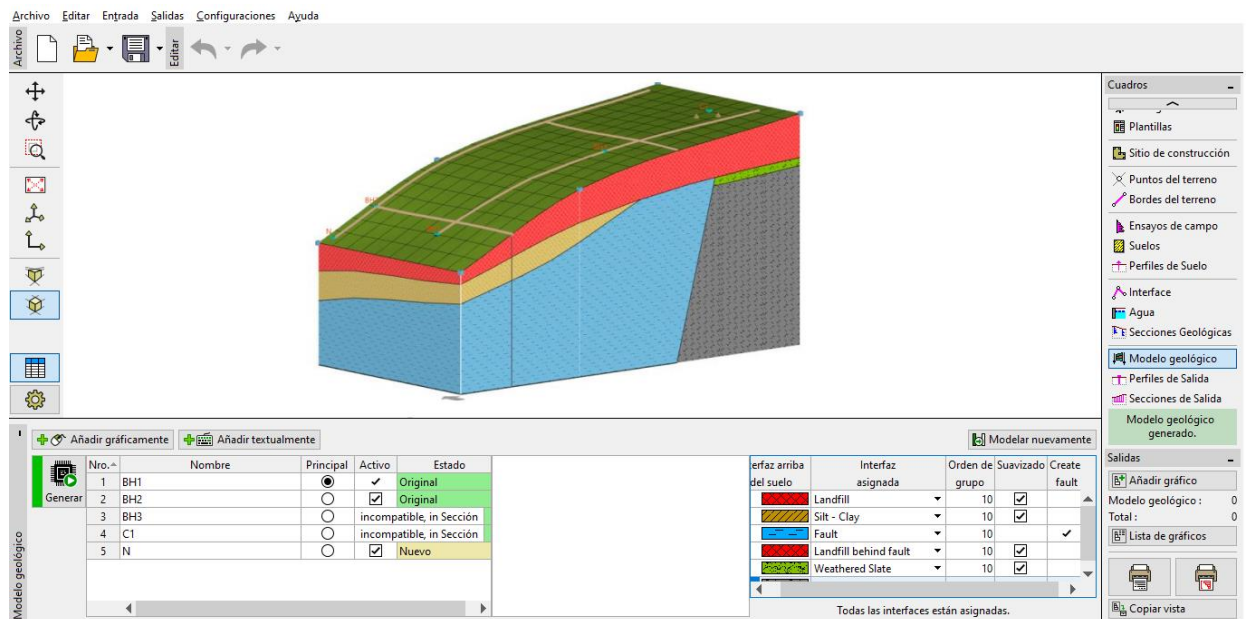 Archivo Editar Entrada Salidas Configuraciones Ayuda
Archivo
Editar
Cuadros
Plantillas
Sitio de construcción
Puntos del terreno
Bordes del terreno
Ensayos de campo
Suelos
Perfiles de Suelo
Interface
Agua
Secciones Geológicas
Modelo geológico
Perfiles de Salida
Secciones de Salida
Modelo geológico
generado.
N
Añadir gráficamente Añadir textualmente Modelar nuevamente
Generar
Nro. Nombre Principal Activo Estado
1 BH1 Original
2 BH2 Original
3 BH3 incompatible, in Sección
4 C1 incompatible, in Sección
5 N Nuevo
erfaz arriba Interfaz Orden de Suavizado Create
del suelo asignada grupo fault
Landfill 10
Silt - Clay 10
Fault 10
Landfill behind fault 10
Weathered Slate 10
Todas las interfaces están asignadas.
Modelo geológico
Salidas
Añadir gráfico
Modelo geológico : 0
Total : 0
Lista de gráficos
Copiar vista